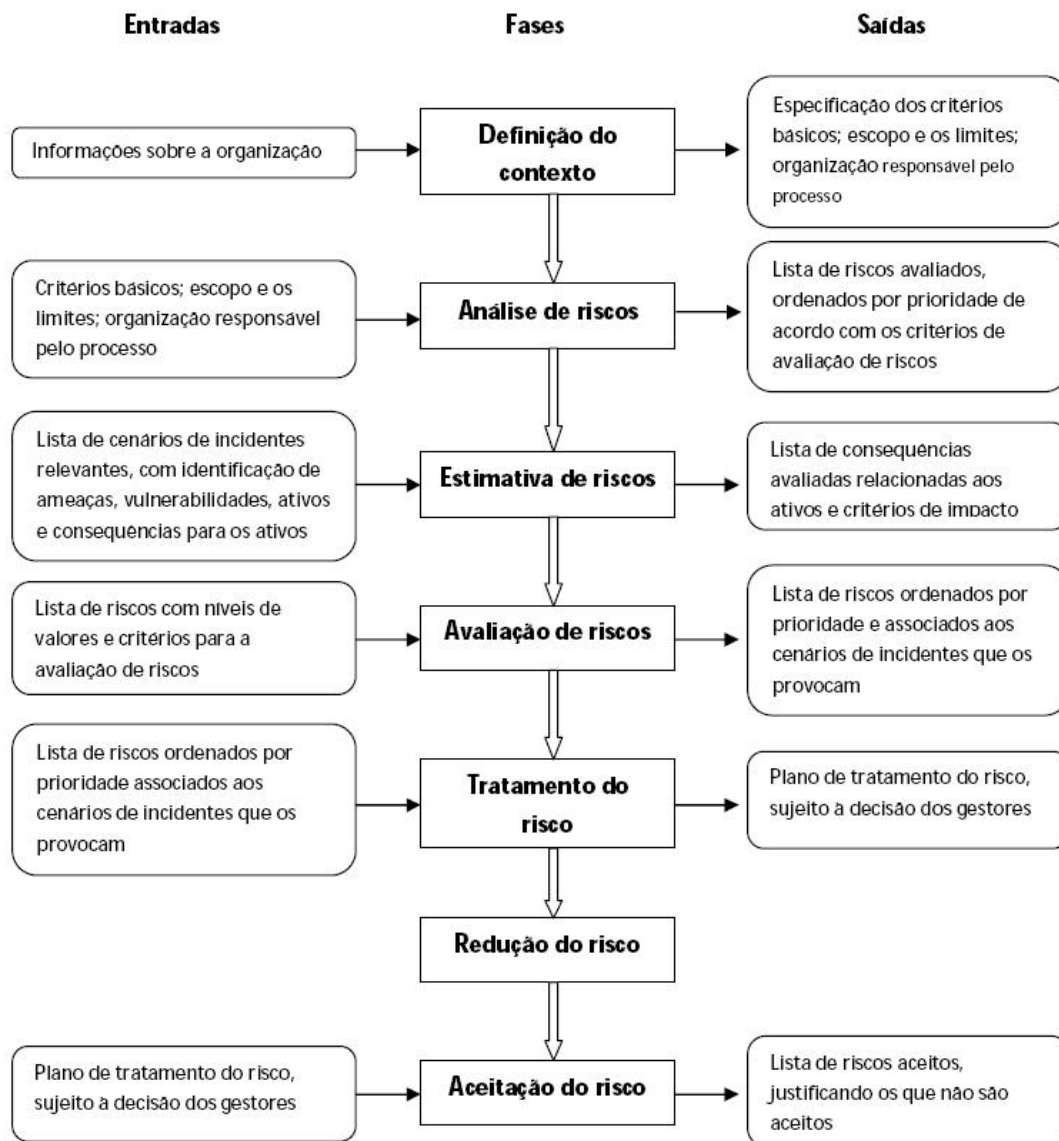 Entradas
Fases
Saídas
Informações sobre a organização
Definição do
contexto
Especificação dos critérios
básicos; escopo e os limites;
organização responsável pelo
processo
Critérios básicos; escopo e os
limites; organização responsável
pelo processo
Análise de riscos
Lista de riscos avaliados,
ordenados por prioridade de
acordo com os critérios de
avaliação de riscos
Lista de cenários de incidentes
relevantes, com identificação de
ameaças, vulnerabilidades, ativos
e consequências para os ativos
Estimativa de riscos
Lista de consequências
avaliadas relacionadas aos
ativos e critérios de impacto
Lista de riscos com níveis de
valores e critérios para a
avaliação de riscos
Avaliação de riscos
Lista de riscos ordenados por
prioridade e associados aos
cenários de incidentes que os
provocam
Lista de riscos ordenados por
prioridade associados aos
cenários de incidentes que os
provocam
Tratamento do
risco
Plano de tratamento do risco,
sujeito à decisão dos gestores
Redução do risco
Plano de tratamento do risco,
sujeito à decisão dos gestores
Aceitação do risco
Lista de riscos aceitos,
justificando os que não são
aceitos